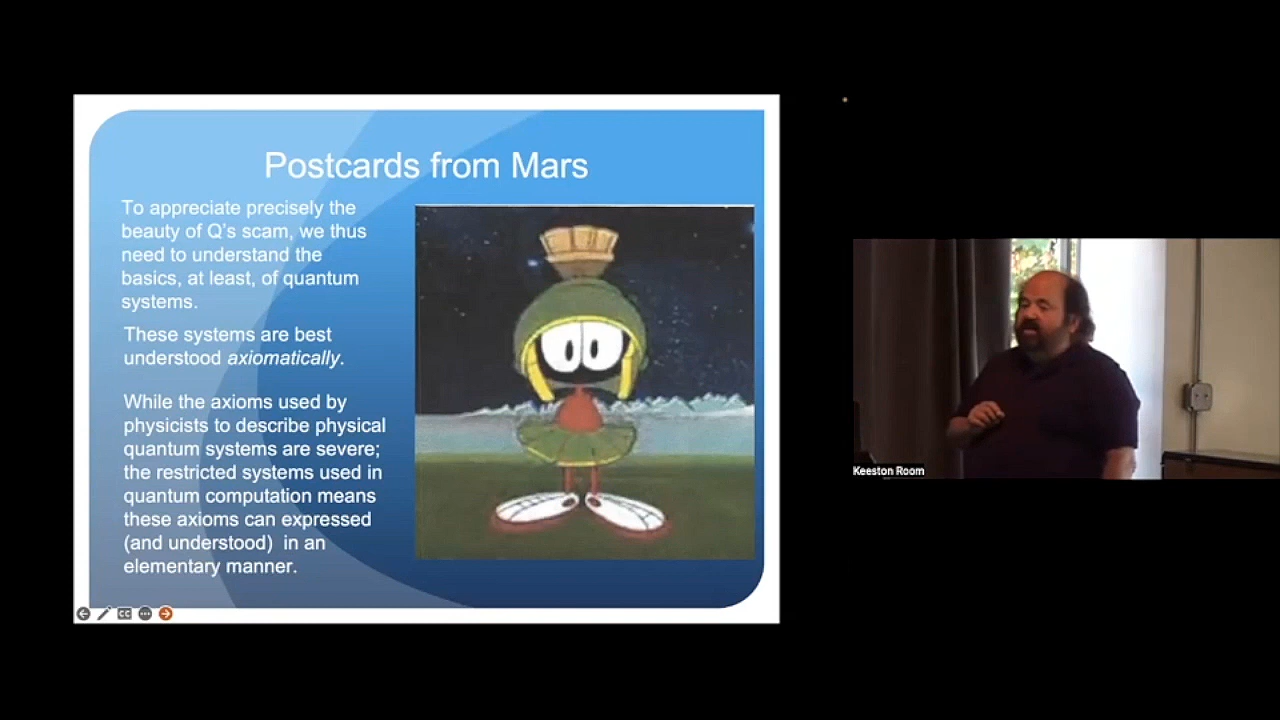 Postcards from Mars
To appreciate precisely the
beauty of Q's scam, we thus
need to understand the
basics, at least, of quantum
systems.
These systems are best
understood axiomatically.
While the axioms used by
physicists to describe physical
quantum systems are severe;
the restricted systems used in
quantum computation means
these axioms can expressed
(and understood)  in an
elementary manner.
CC
Keeston Room